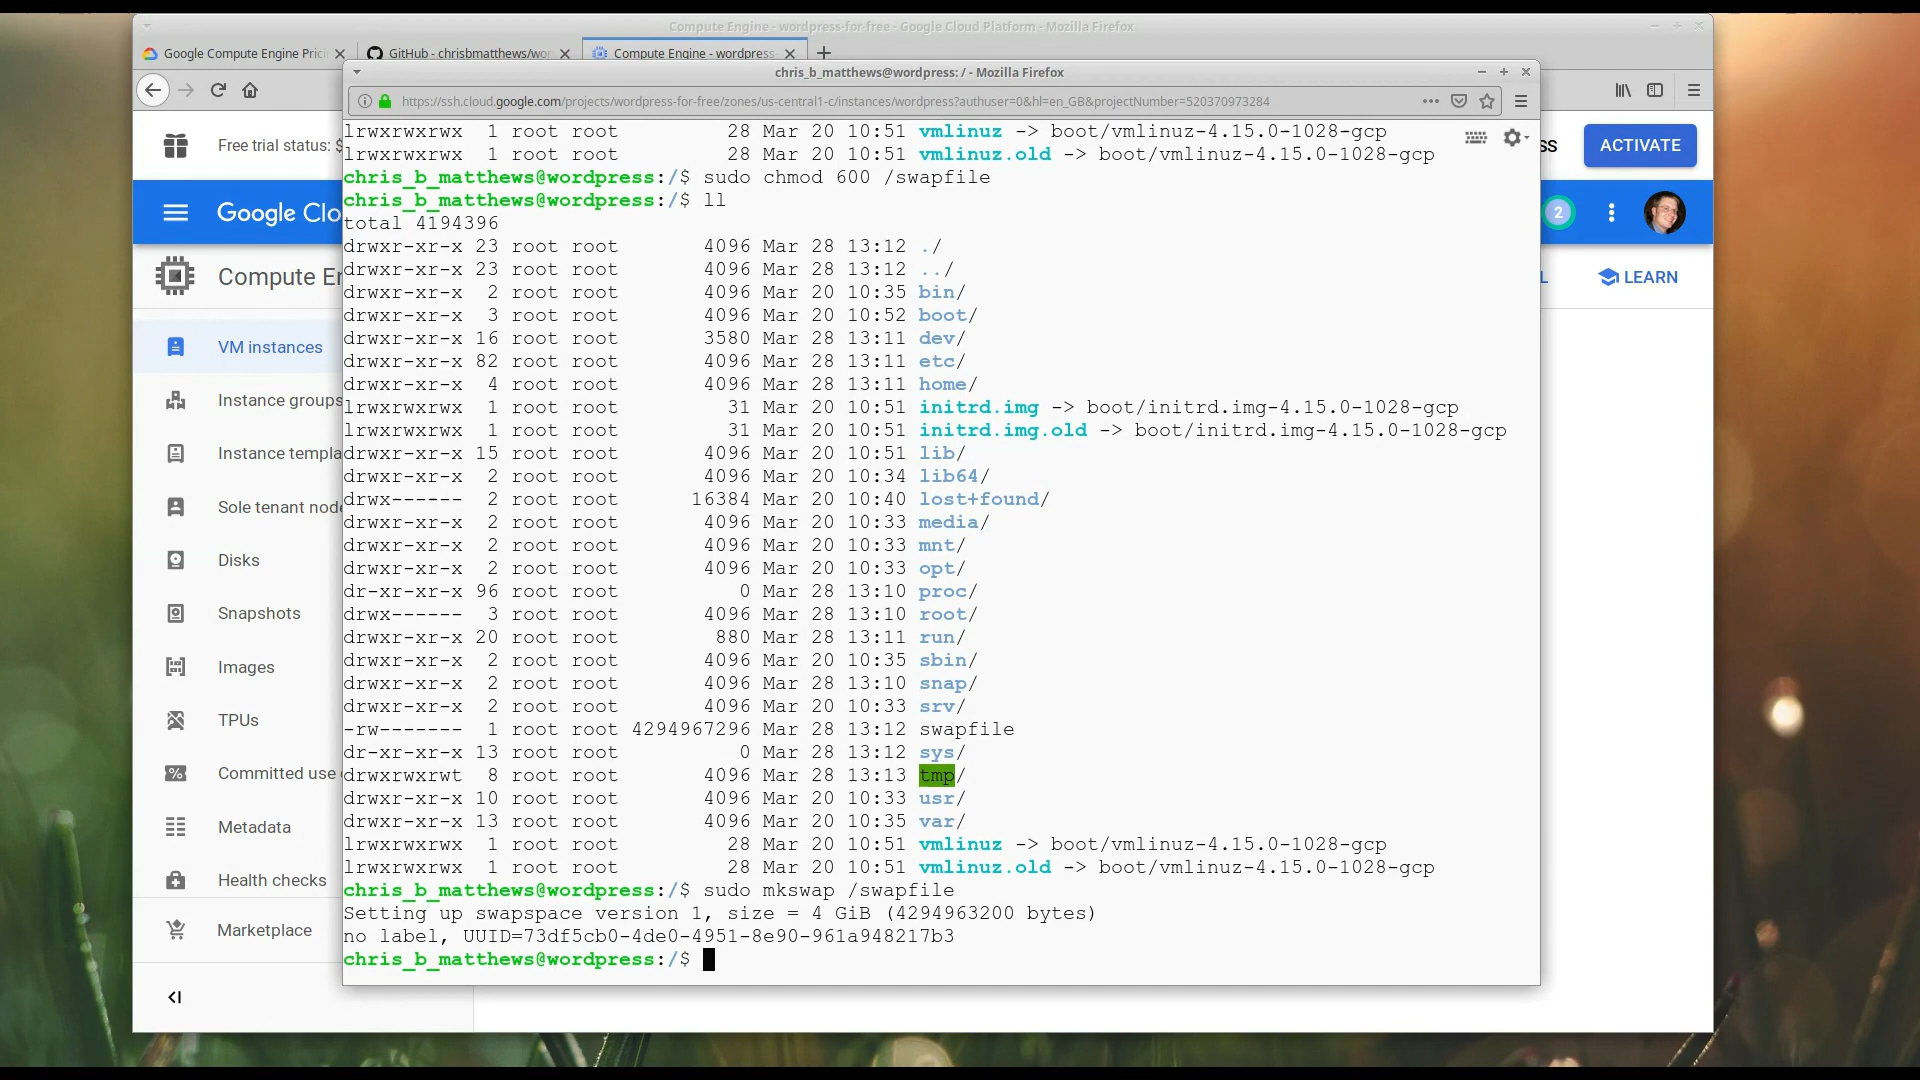 Compute Engine - wordpress-for-free - Google Cloud Platform - Mozilla Firefox
Google Compute Engine Prici
GitHub - chrisbmatthews/wor
Compute Engine - wordpress
chris_b_matthews@wordpress: / - Mozilla Firefox
https://ssh.cloud.google.com/projects/wordpress-for-free/zones/us-central1-c/instances/wordpress?authuser=0&hl=en_GB&projectNumber=520370973284
Free trial status: $
SS
ACTIVATE
Google Clo
2
Compute En
L
LEARN
VM instances
Instance groups
Instance templa
Sole tenant node
Disks
Snapshots
Images
TPUs
Committed use
Metadata
Health checks
Marketplace
lrwxrwxrwx 1 root root 28 Mar 20 10:51 vmlinuz -> boot/vmlinuz-4.15.0-1028-gcp
lrwxrwxrwx 1 root root 28 Mar 20 10:51 vmlinuz.old -> boot/vmlinuz-4.15.0-1028-gcp
chris_b_matthews@wordpress:/$ sudo chmod 600 /swapfile
chris_b_matthews@wordpress:/$ ll
total 4194396
drwxr-xr-x 23 root root 4096 Mar 28 13:12 ./
drwxr-xr-x 23 root root 4096 Mar 28 13:12 ../
drwxr-xr-x 2 root root 4096 Mar 20 10:35 bin/
drwxr-xr-x 3 root root 4096 Mar 20 10:52 boot/
drwxr-xr-x 16 root root 3580 Mar 28 13:11 dev/
drwxr-xr-x 82 root root 4096 Mar 28 13:11 etc/
drwxr-xr-x 4 root root 4096 Mar 28 13:11 home/
lrwxrwxrwx 1 root root 31 Mar 20 10:51 initrd.img -> boot/initrd.img-4.15.0-1028-gcp
lrwxrwxrwx 1 root root 31 Mar 20 10:51 initrd.img.old -> boot/initrd.img-4.15.0-1028-gcp
drwxr-xr-x 15 root root 4096 Mar 20 10:51 lib/
drwxr-xr-x 2 root root 4096 Mar 20 10:34 lib64/
drwx------ 2 root root 16384 Mar 20 10:40 lost+found/
drwxr-xr-x 2 root root 4096 Mar 20 10:33 media/
drwxr-xr-x 2 root root 4096 Mar 20 10:33 mnt/
drwxr-xr-x 2 root root 4096 Mar 20 10:33 opt/
dr-xr-xr-x 96 root root 0 Mar 28 13:10 proc/
drwx------ 3 root root 4096 Mar 28 13:10 root/
drwxr-xr-x 20 root root 880 Mar 28 13:11 run/
drwxr-xr-x 2 root root 4096 Mar 20 10:35 sbin/
drwxr-xr-x 2 root root 4096 Mar 28 13:10 snap/
drwxr-xr-x 2 root root 4096 Mar 20 10:33 srv/
-rw------- 1 root root 4294967296 Mar 28 13:12 swapfile
dr-xr-xr-x 13 root root 0 Mar 28 13:12 sys/
drwxrwxrwt 8 root root 4096 Mar 28 13:13 tmp/
drwxr-xr-x 10 root root 4096 Mar 20 10:33 usr/
drwxr-xr-x 13 root root 4096 Mar 20 10:35 var/
lrwxrwxrwx 1 root root 28 Mar 20 10:51 vmlinuz -> boot/vmlinuz-4.15.0-1028-gcp
lrwxrwxrwx 1 root root 28 Mar 20 10:51 vmlinuz.old -> boot/vmlinuz-4.15.0-1028-gcp
chris_b_matthews@wordpress:/$ sudo mkswap /swapfile
Setting up swapspace version 1, size = 4 GiB (4294963200 bytes)
no label, UUID=73df5cb0-4de0-4951-8e90-961a948217b3
chris_b_matthews@wordpress:/$